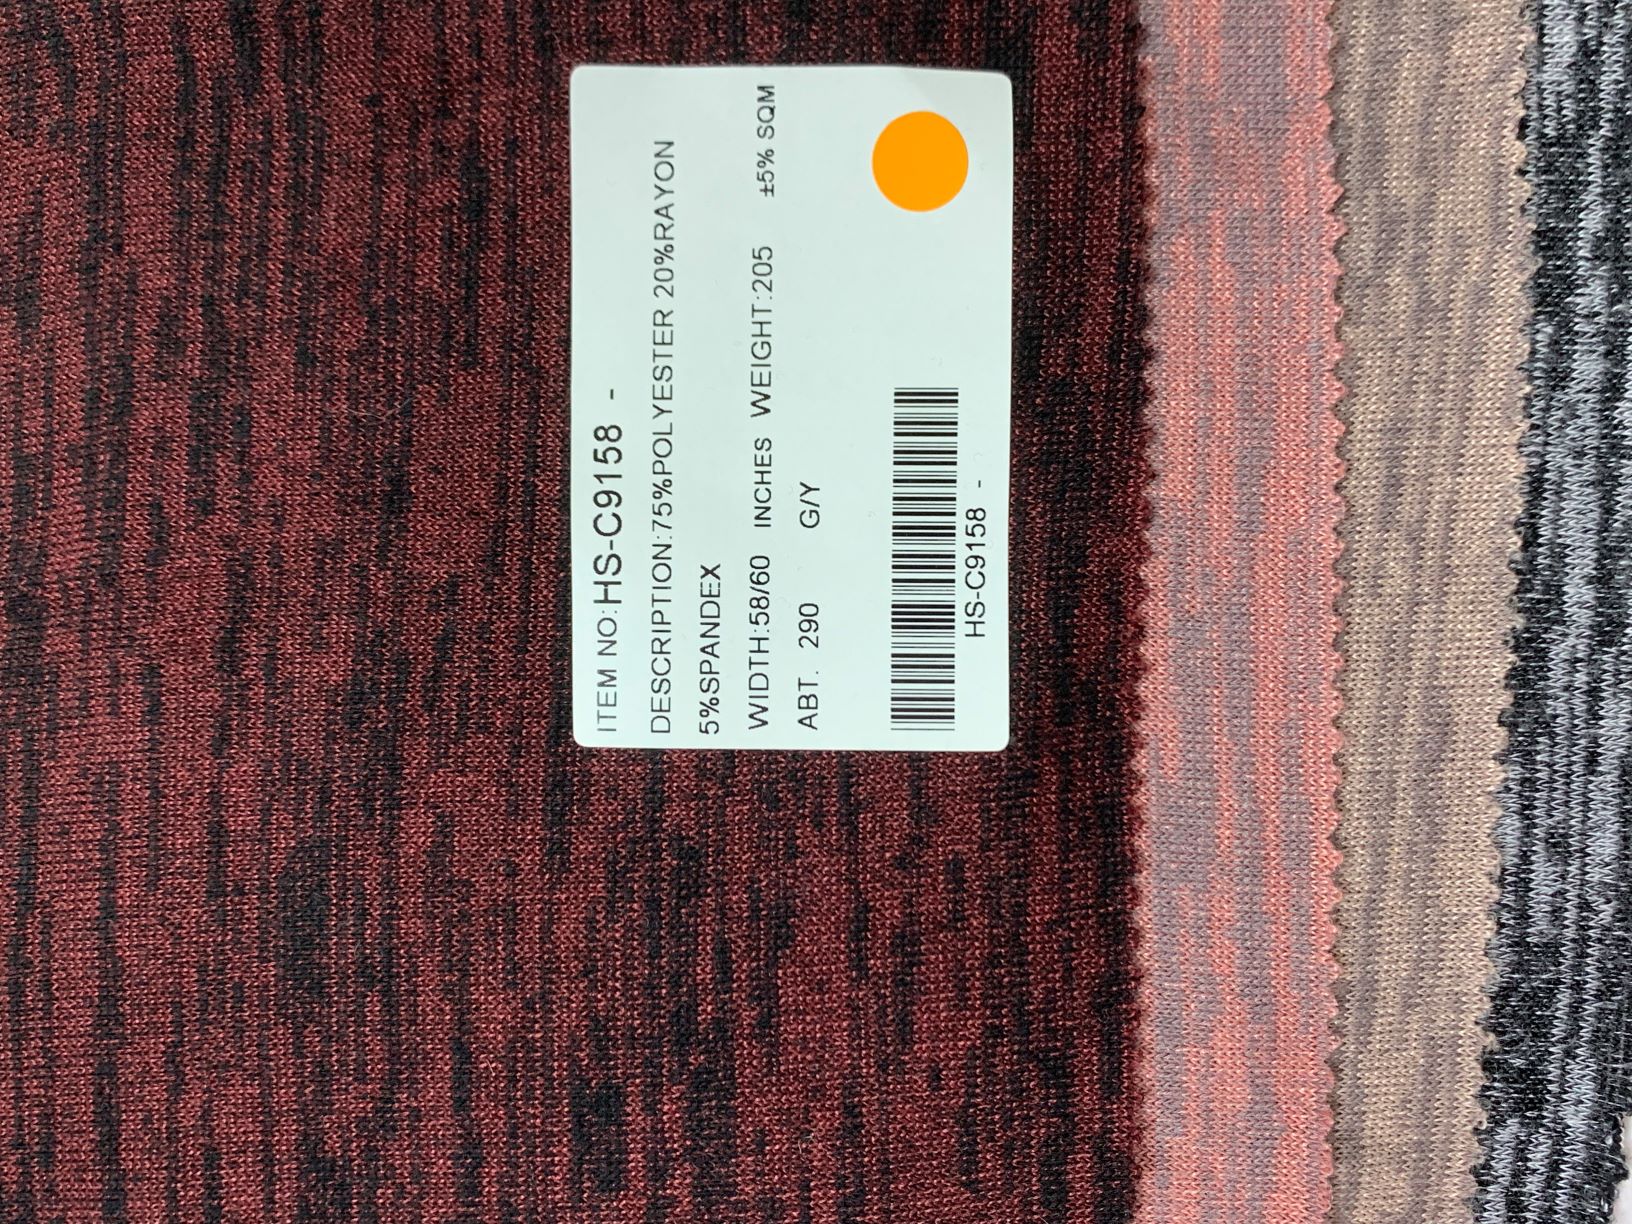 ITEM NO:HS-C9158 -
DESCRIPTION:75%POLYESTER 20%RAYON
5%SPANDEX
WIDTH:58/60 INCHES WEIGHT:205 ±5% SQM
ABT. 290 G/Y
HS-C9158 -